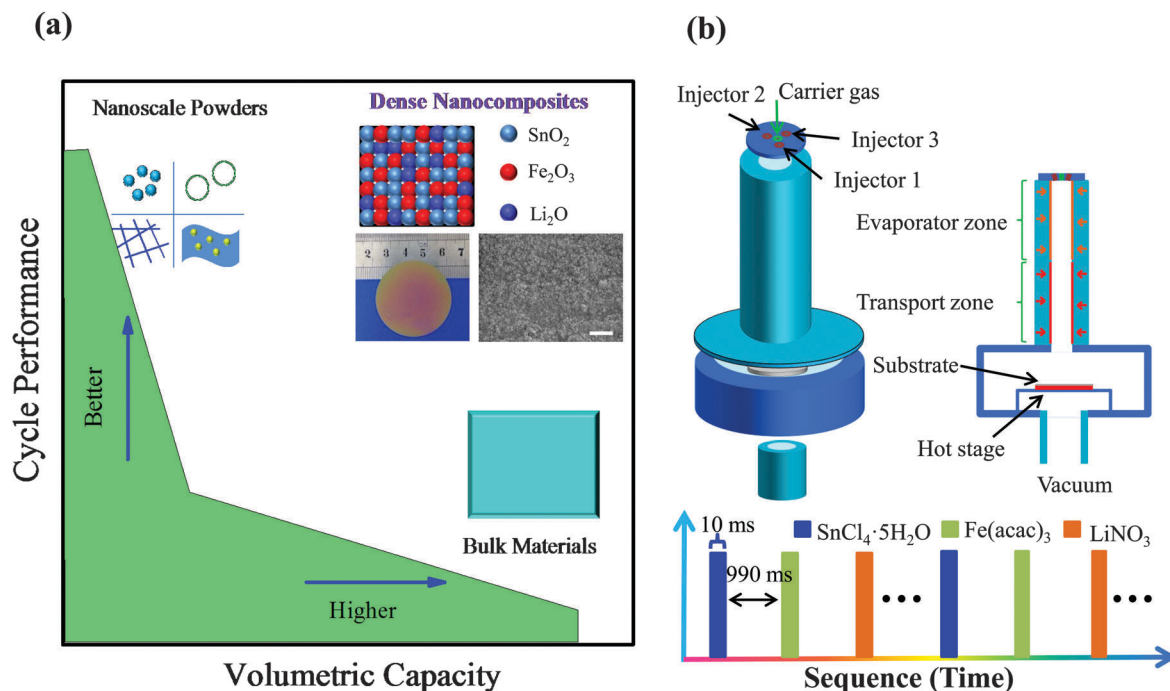 (a)
Nanoscale Powders
Dense Nanocomposites
SnO₂
Fe₂O₃
Li₂O
2 3 4 5 6 7
Cycle Performance
Better
Bulk Materials
Higher
Volumetric Capacity
(b)
Carrier gas
Injector 2
Injector 3
Injector 1
Evaporator zone
Transport zone
Substrate
Hot stage
Vacuum
10 ms
SnCl₄·5H₂O
Fe(acac)₃
LiNO₃
990 ms
•••
•••
Sequence (Time)